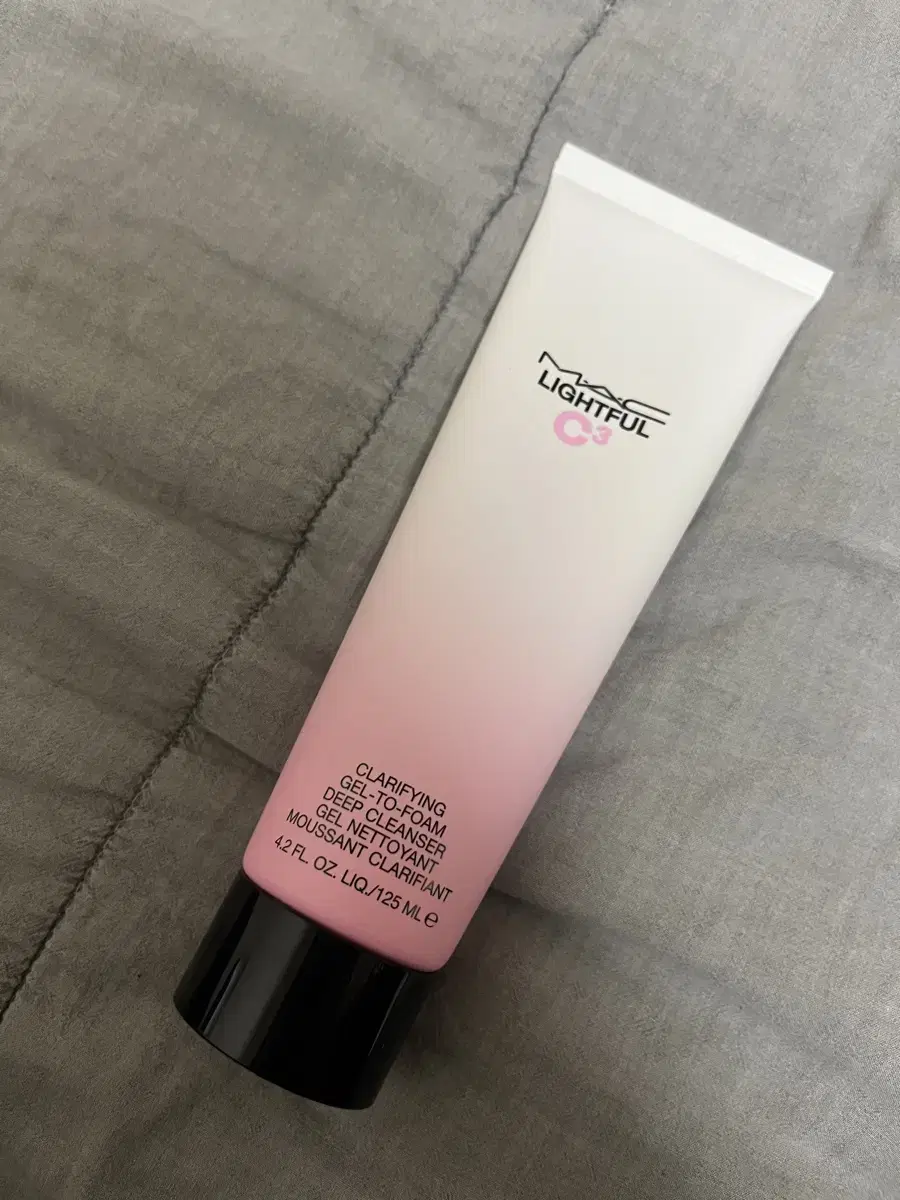 M·A·C
LIGHTFUL
C³
CLARIFYING
GEL-TO-FOAM
DEEP CLEANSER
GEL NETTOYANT
MOUSSANT CLARIFIANT
4.2 FL. OZ. LIQ./125 ML ℮